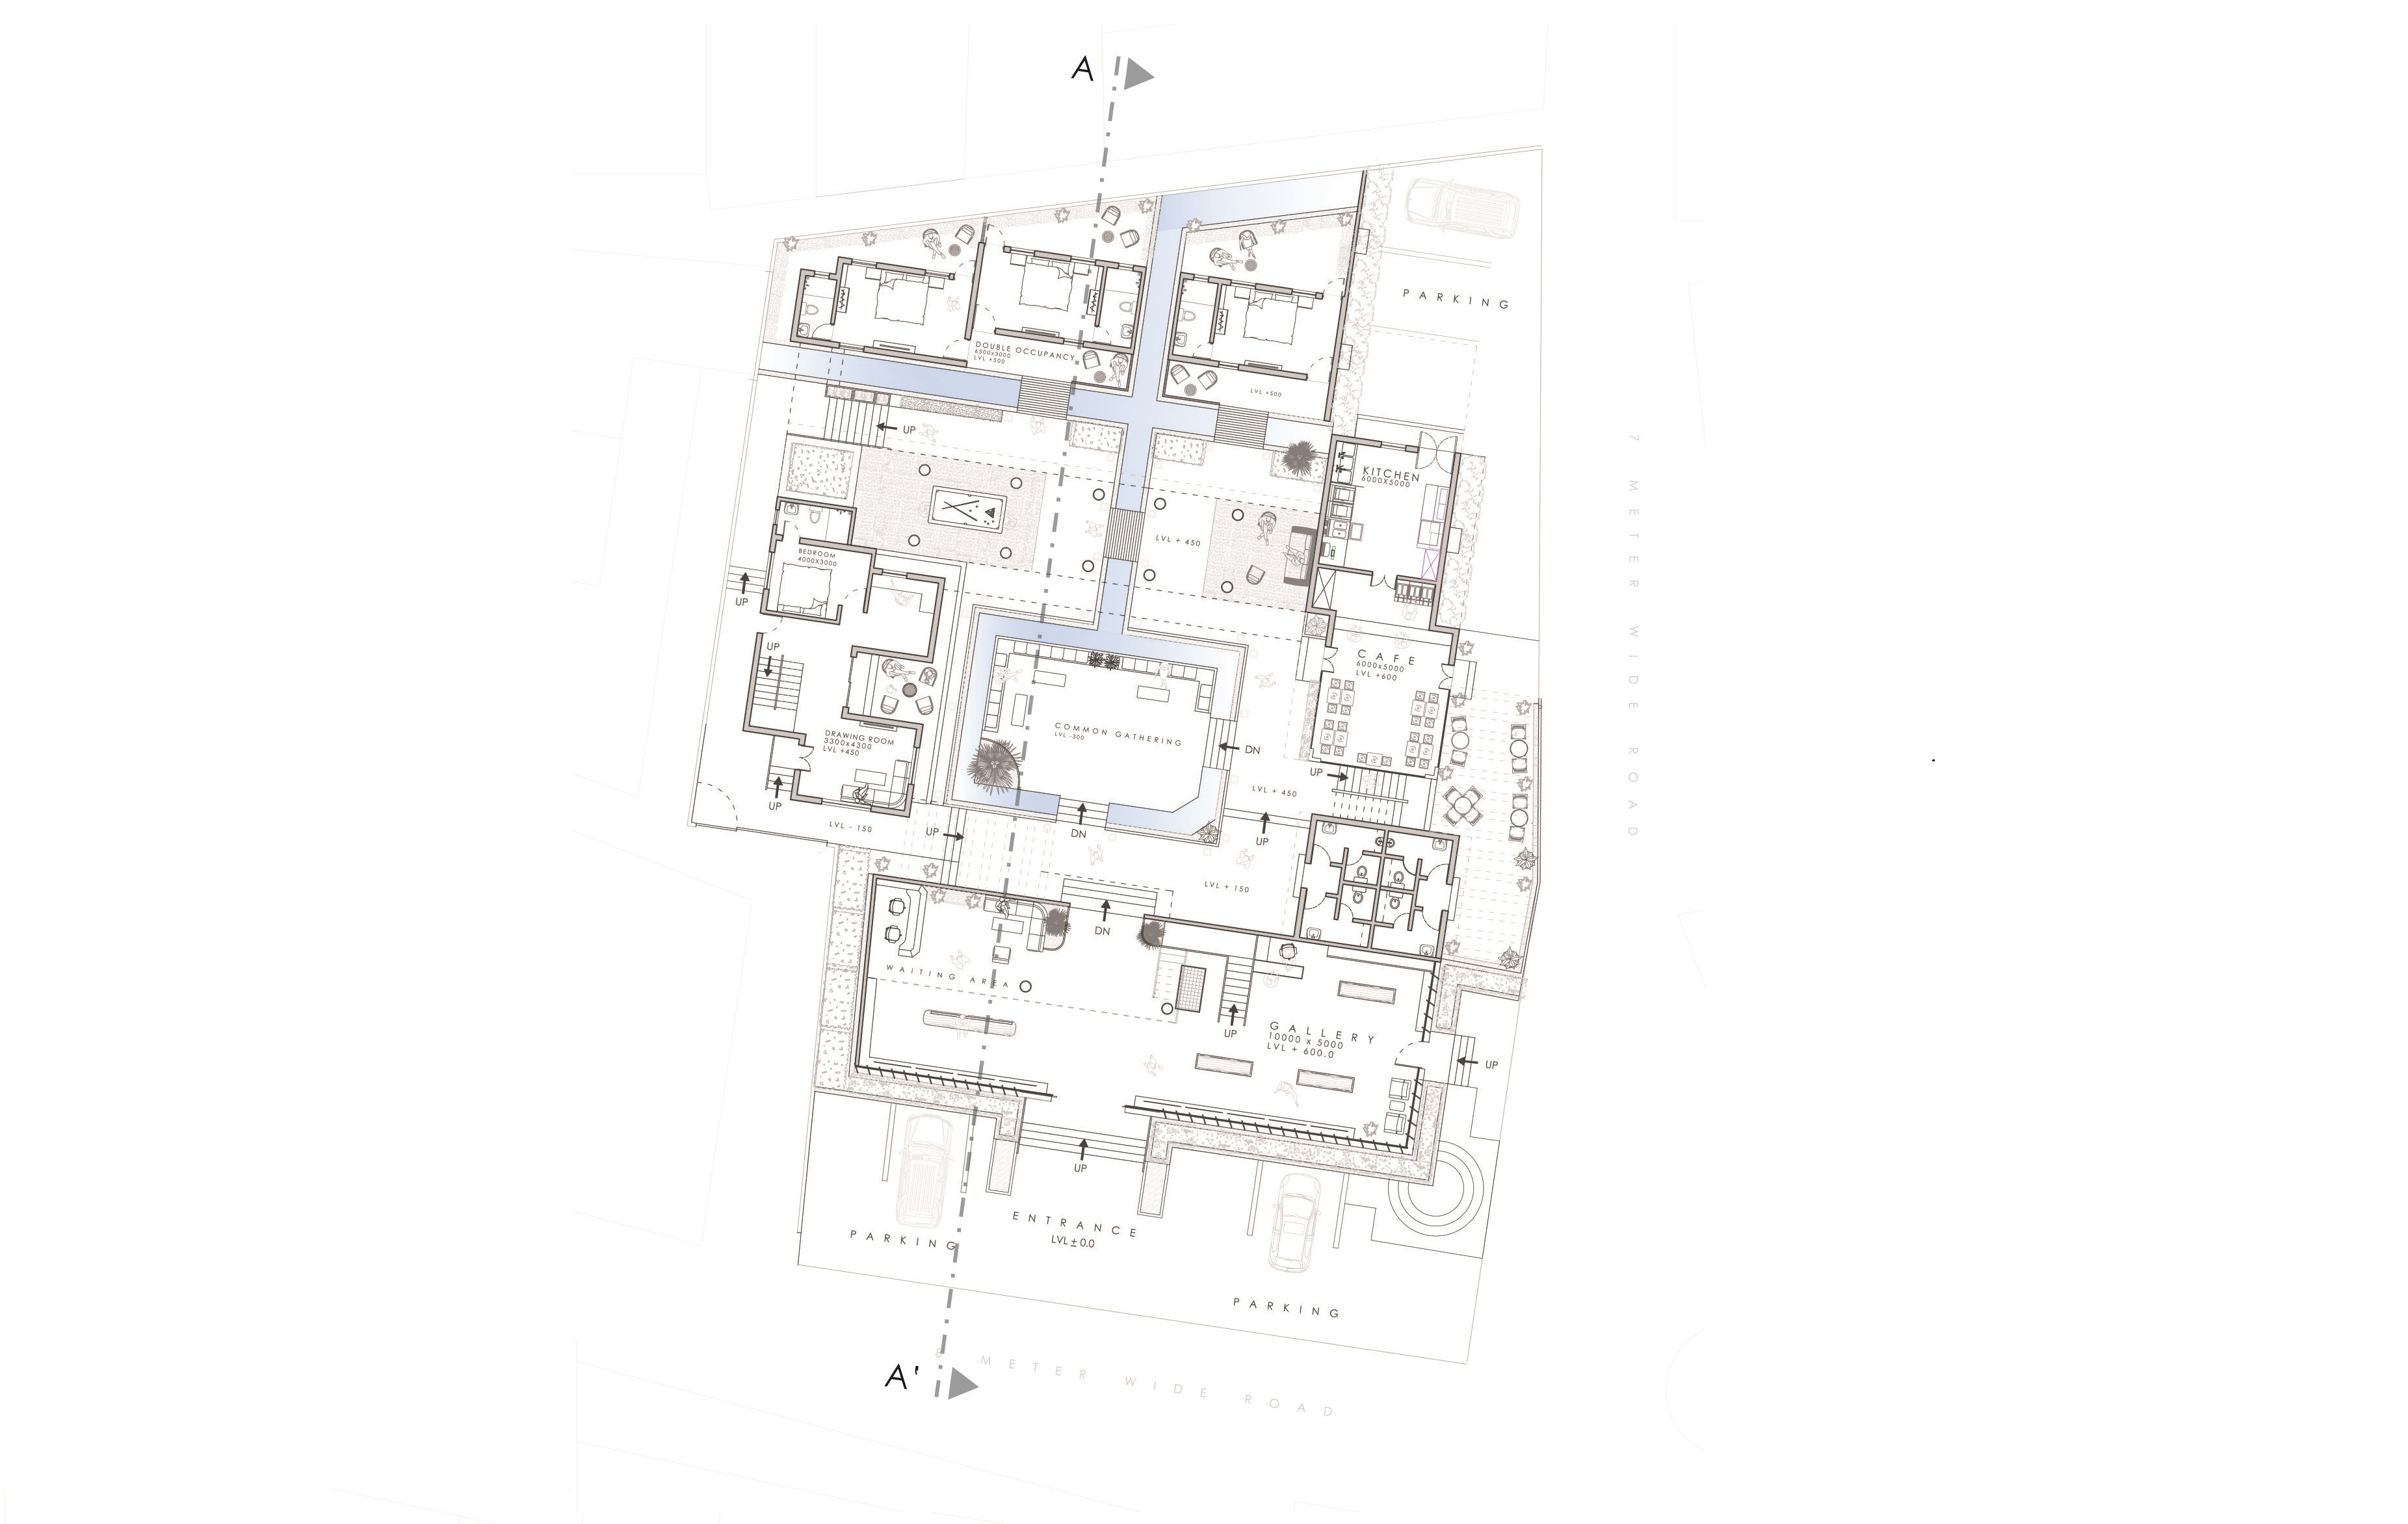 A
PARKING
DOUBLE OCCUPANCY
6500x3000
LVL +500
LVL +500
UP
KITCHEN
6000X5000
7 METER WIDE ROAD
LVL + 450
BEDROOM
4000X3000
UP
UP
CAFE
6000x5000
LVL +600
COMMON GATHERING
LVL -300
DRAWING ROOM
3300x4300
LVL +450
DN
UP
UP
LVL + 450
LVL - 150
UP
DN
UP
LVL + 150
DN
WAITING AREA
UP
GALLERY
10000 x 5000
LVL + 600.0
UP
UP
ENTRANCE
LVL ± 0.0
PARKING
PARKING
8 METER WIDE ROAD
A'